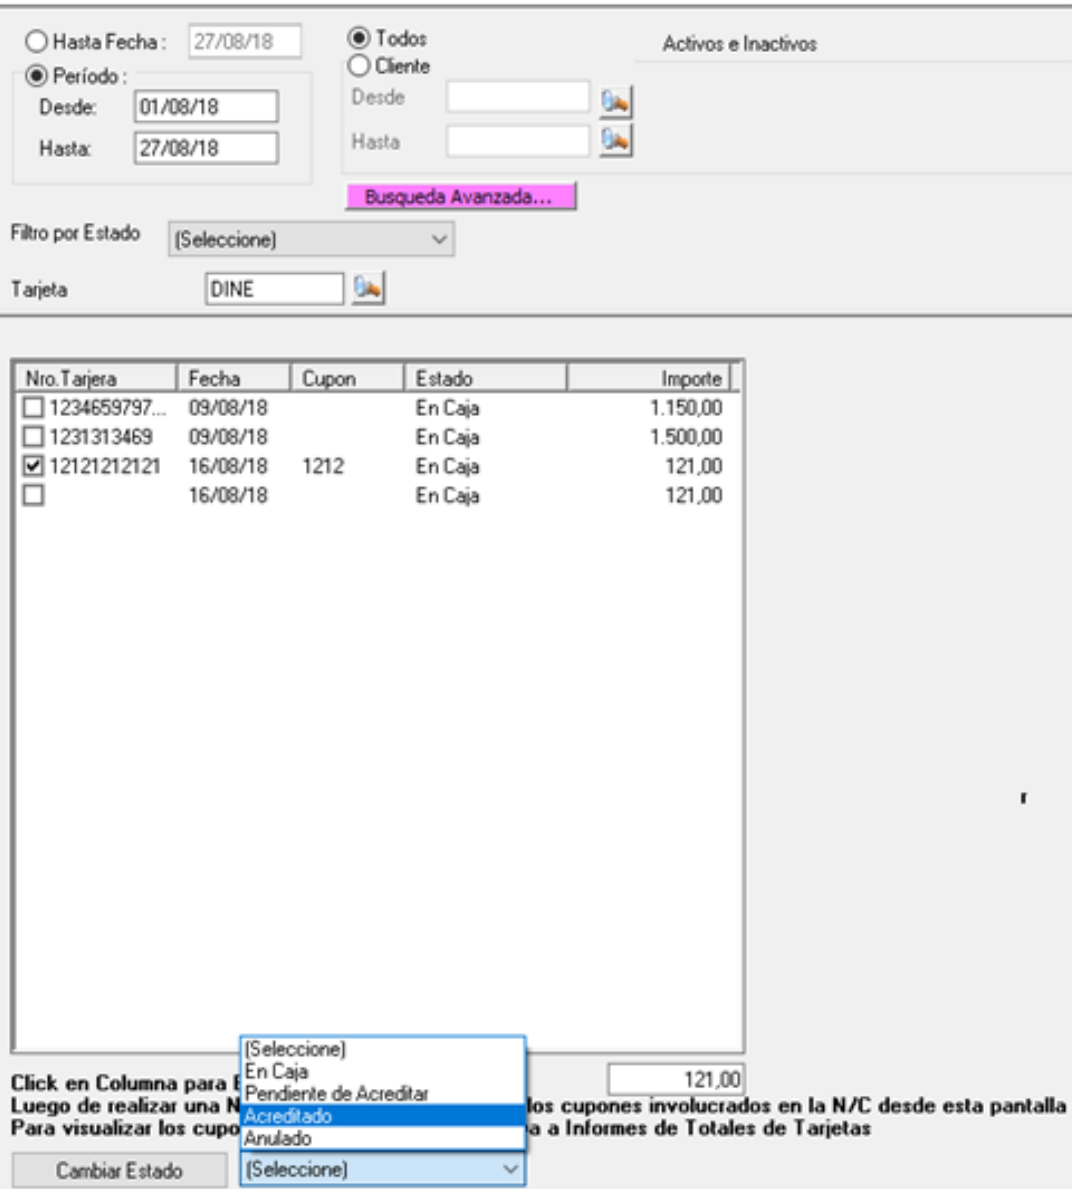 Hasta Fecha : 27/08/18 Todos Activos e Inactivos
Cliente
Período :
Desde: 01/08/18 Desde
Hasta: 27/08/18 Hasta
Busqueda Avanzada...
Filtro por Estado (Seleccione)
Tarjeta DINE
Nro.Tarjera Fecha Cupon Estado Importe
1234659797... 09/08/18 En Caja 1.150,00
1231313469 09/08/18 En Caja 1.500,00
12121212121 16/08/18 1212 En Caja 121,00
16/08/18 En Caja 121,00
r
(Seleccione)
En Caja
Pendiente de Acreditar
Acreditado
Anulado
Click en Columna para 121,00
Luego de realizar una los cupones involucrados en la N/C desde esta pantalla
Para visualizar los a Informes de Totales de Tarjetas
Cambiar Estado (Seleccione)